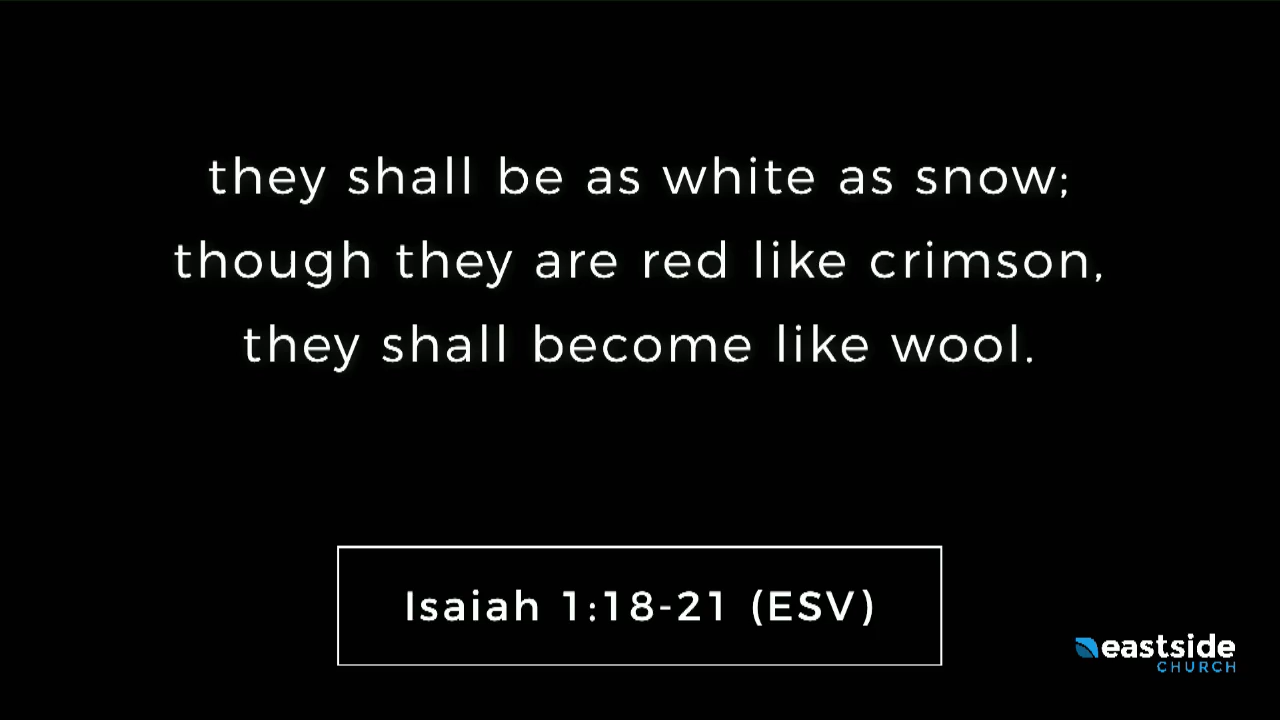 they shall be as white as snow;
though they are red like crimson,
they shall become like wool.
Isaiah 1:18-21 (ESV)
eastside
CHURCH